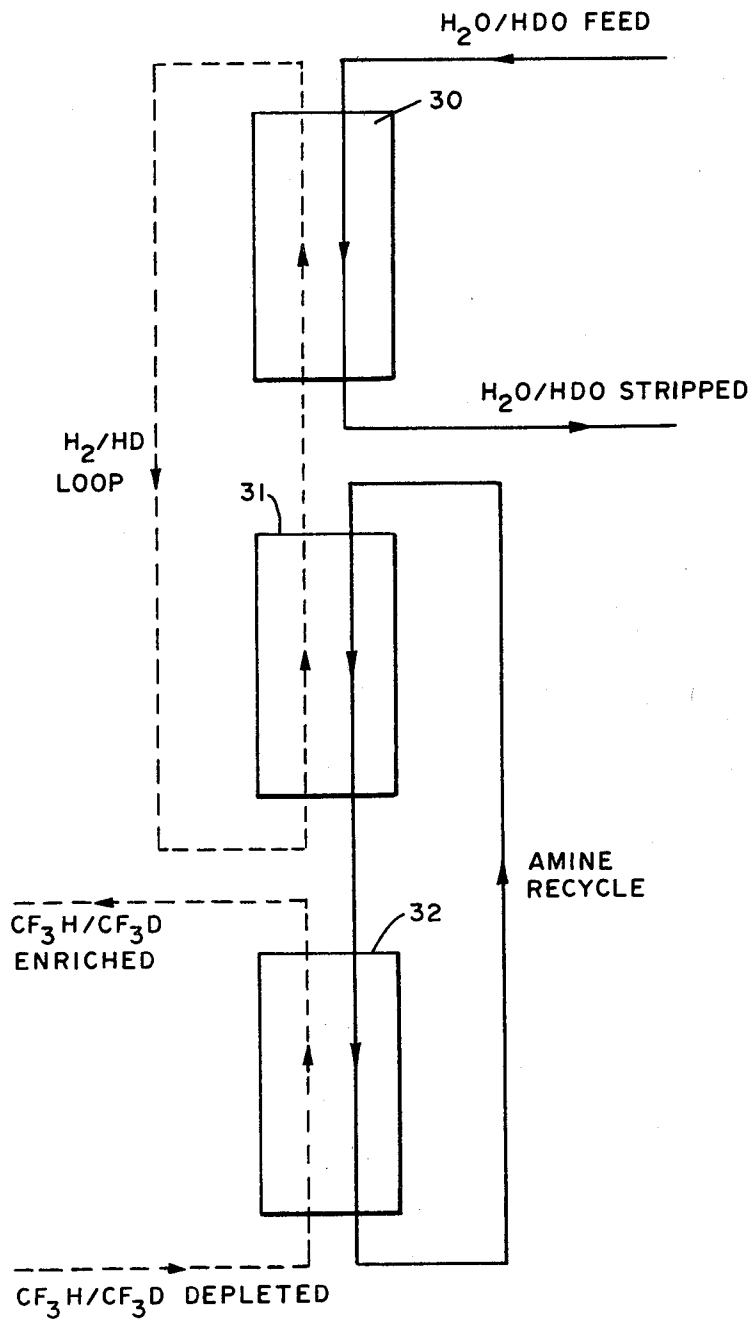 H₂O/HDO FEED
30
H₂O/HDO STRIPPED
H₂/HD
LOOP
31
AMINE
RECYCLE
32
CF₃H/CF₃D
ENRICHED
CF₃H/CF₃D DEPLETED